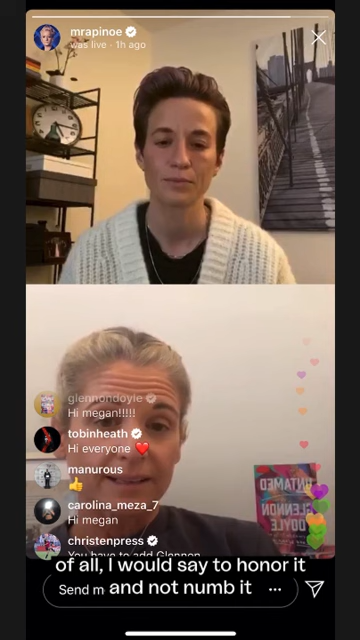 mrapinoe
was live · 1h ago
glennondoyle
Hi megan!!!!!
tobinheath
Hi everyone ❤️
manurous
👍
carolina_meza_7
Hi megan
christenpress
You have to add Glennon
UNTAMED
GLENNON
DOYLE
of all, I would say to honor it
and not numb it
Send m